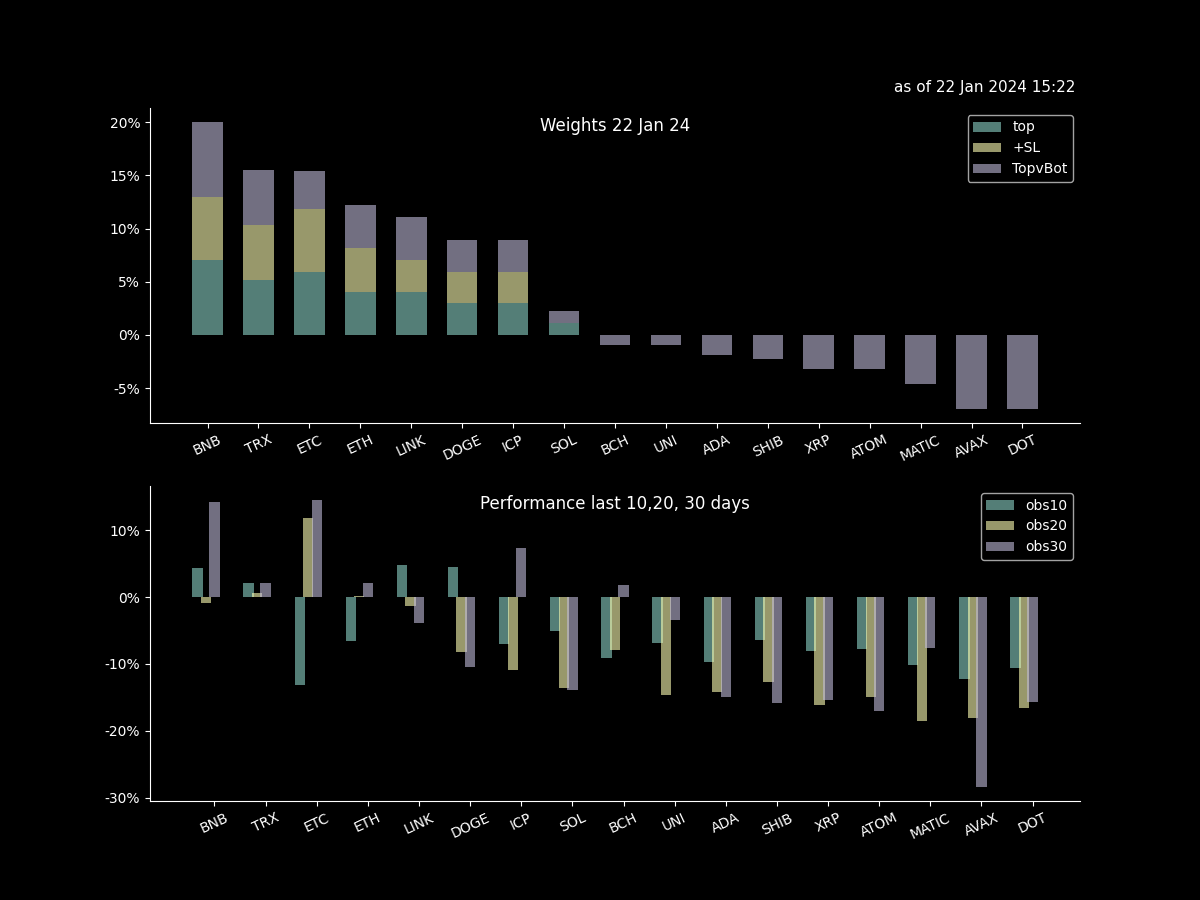 as of 22 Jan 2024 15:22
Weights 22 Jan 24
top
+SL
TopvBot
20%
15%
10%
5%
0%
-5%
BNB TRX ETC ETH LINK DOGE ICP SOL BCH UNI ADA SHIB XRP ATOM MATIC AVAX DOT
Performance last 10,20, 30 days
obs10
obs20
obs30
10%
0%
-10%
-20%
-30%
BNB TRX ETC ETH LINK DOGE ICP SOL BCH UNI ADA SHIB XRP ATOM MATIC AVAX DOT